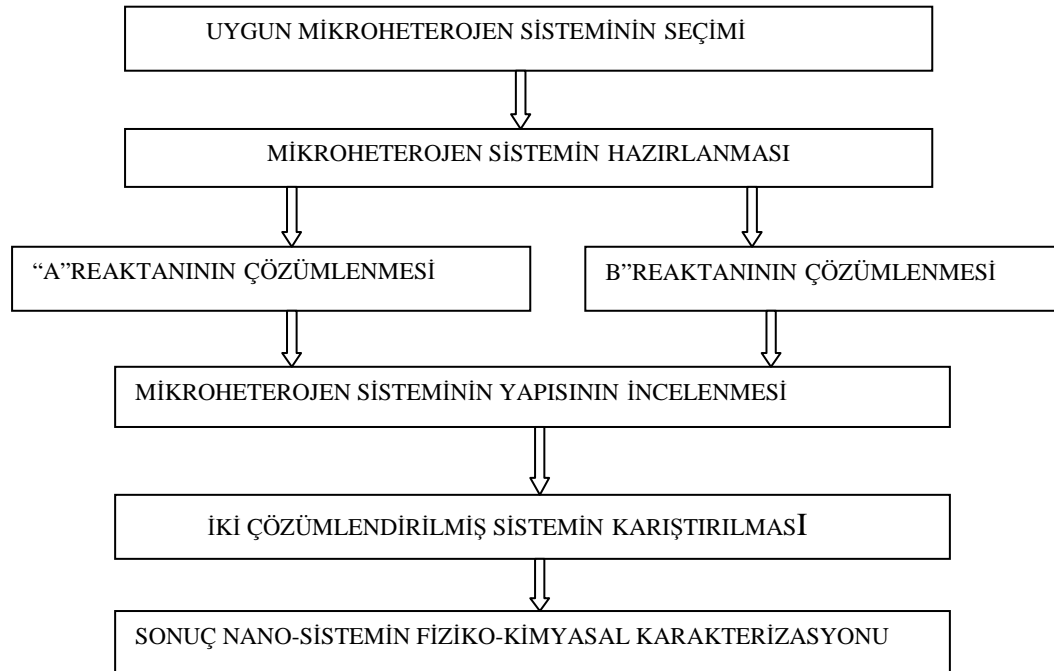 UYGUN MİKROHETEROJEN SİSTEMİNİN SEÇİMİ
MİKROHETEROJEN SİSTEMİN HAZIRLANMASI
“A”REAKTANININ ÇÖZÜMLENMESİ
B”REAKTANININ ÇÖZÜMLENMESİ
MİKROHETEROJEN SİSTEMİNİN YAPISININ İNCELENMESİ
İKİ ÇÖZÜMLENDİRİLMİŞ SİSTEMİN KARIŞTIRILMASI
SONUÇ NANO-SİSTEMİN FİZİKO-KİMYASAL KARAKTERİZASYONU